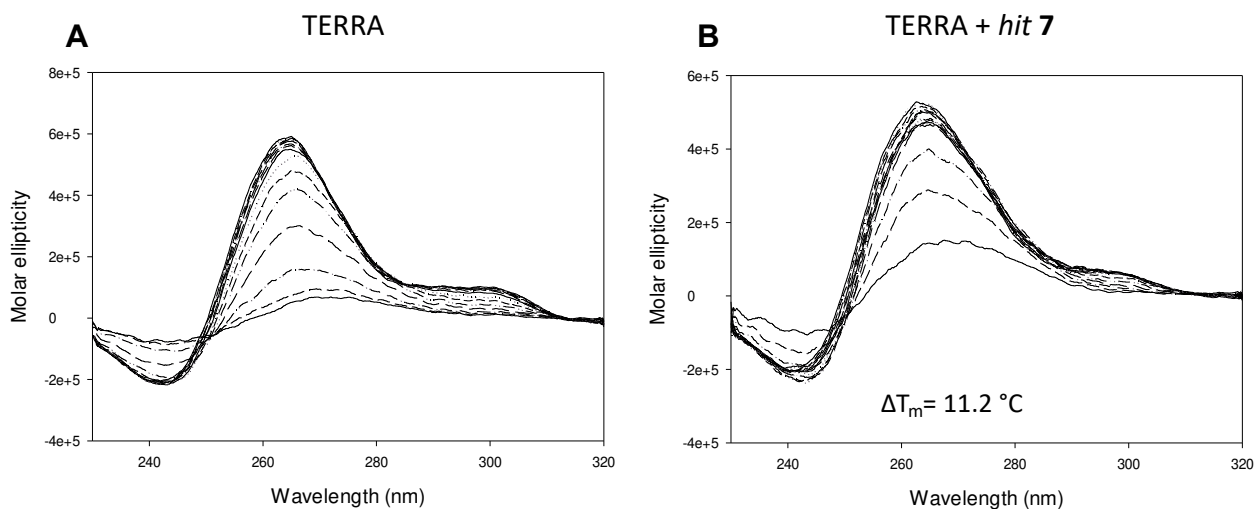 A
TERRA
8e+5
6e+5
4e+5
2e+5
0
-2e+5
-4e+5
Molar ellipticity
240
260
280
300
320
Wavelength (nm)
B
TERRA + hit 7
6e+5
4e+5
2e+5
0
-2e+5
-4e+5
Molar ellipticity
ΔTm= 11.2 °C
240
260
280
300
320
Wavelength (nm)